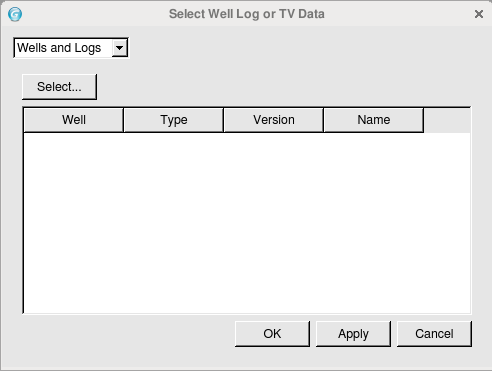 Select Well Log or TV Data
Wells and Logs
Select...
Well Type Version Name
OK Apply Cancel